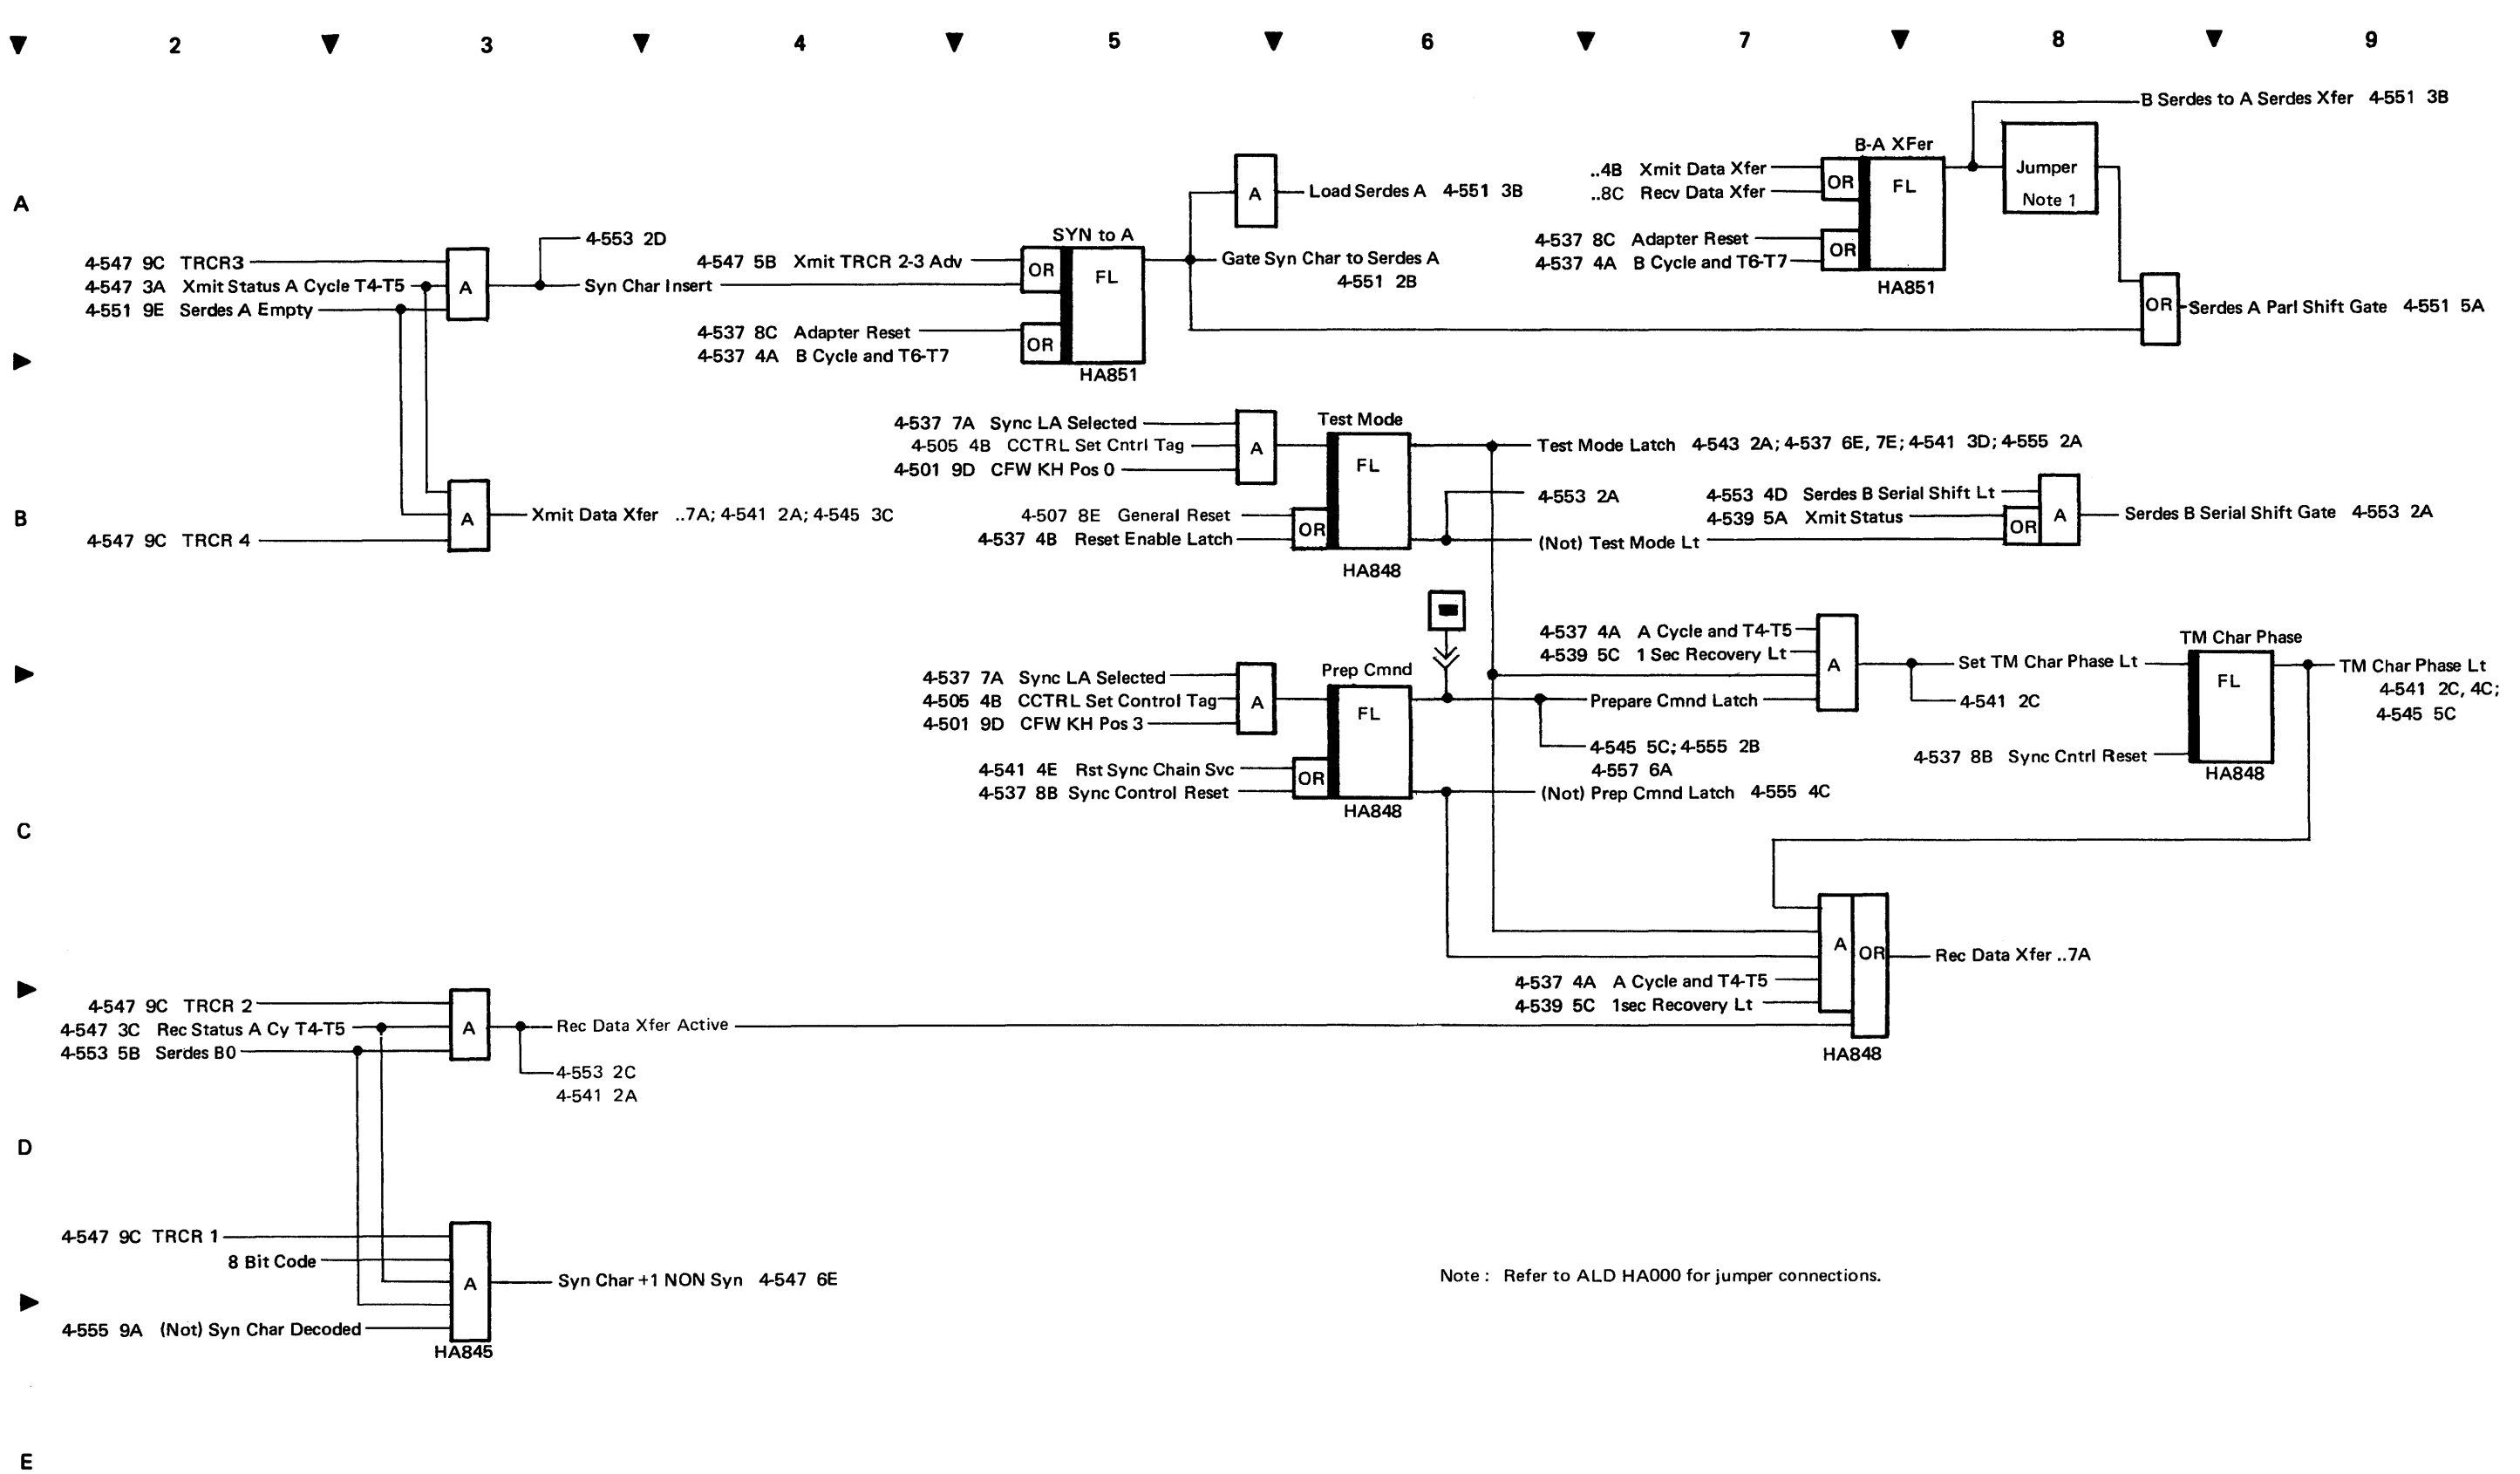 2 3 4 5 6 7 8 9
A
4-547 9C TRCR3
4-547 3A Xmit Status A Cycle T4-T5
4-551 9E Serdes A Empty
A
4-553 2D
Syn Char Insert
4-547 5B Xmit TRCR 2-3 Adv
4-537 8C Adapter Reset
4-537 4A B Cycle and T6-T7
OR
OR
SYN to A
FL
HA851
A
Load Serdes A 4-551 3B
Gate Syn Char to Serdes A
4-551 2B
..4B Xmit Data Xfer
..8C Recv Data Xfer
4-537 8C Adapter Reset
4-537 4A B Cycle and T6-T7
OR
OR
B-A XFer
FL
HA851
B Serdes to A Serdes Xfer 4-551 3B
Jumper
Note 1
OR
Serdes A Parl Shift Gate 4-551 5A
B
4-547 9C TRCR 4
A
Xmit Data Xfer ..7A; 4-541 2A; 4-545 3C
4-537 7A Sync LA Selected
4-505 4B CCTRL Set Cntrl Tag
4-501 9D CFW KH Pos 0
A
4-507 8E General Reset
4-537 4B Reset Enable Latch
OR
Test Mode
FL
HA848
Test Mode Latch 4-543 2A; 4-537 6E, 7E; 4-541 3D; 4-555 2A
4-553 2A
(Not) Test Mode Lt
4-553 4D Serdes B Serial Shift Lt
4-539 5A Xmit Status
OR
A
Serdes B Serial Shift Gate 4-553 2A
4-537 7A Sync LA Selected
4-505 4B CCTRL Set Control Tag
4-501 9D CFW KH Pos 3
A
4-541 4E Rst Sync Chain Svc
4-537 8B Sync Control Reset
OR
Prep Cmnd
FL
HA848
4-537 4A A Cycle and T4-T5
4-539 5C 1 Sec Recovery Lt
Prepare Cmnd Latch
4-545 5C; 4-555 2B
4-557 6A
(Not) Prep Cmnd Latch 4-555 4C
A
Set TM Char Phase Lt
4-541 2C
4-537 8B Sync Cntrl Reset
TM Char Phase
FL
HA848
TM Char Phase Lt
4-541 2C, 4C;
4-545 5C
C
4-537 4A A Cycle and T4-T5
4-539 5C 1sec Recovery Lt
A
OR
HA848
Rec Data Xfer ..7A
4-547 9C TRCR 2
4-547 3C Rec Status A Cy T4-T5
4-553 5B Serdes B0
A
Rec Data Xfer Active
4-553 2C
4-541 2A
D
4-547 9C TRCR 1
8 Bit Code
4-555 9A (Not) Syn Char Decoded
A
HA845
Syn Char +1 NON Syn 4-547 6E
Note : Refer to ALD HA000 for jumper connections.
E